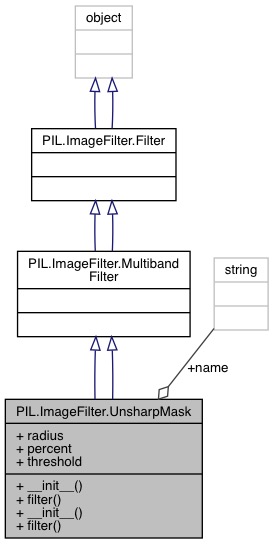 object
PIL.ImageFilter.Filter
PIL.ImageFilter.Multiband
Filter
string
+name
PIL.ImageFilter.UnsharpMask
+ radius
+ percent
+ threshold
+ __init__()
+ filter()
+ __init__()
+ filter()